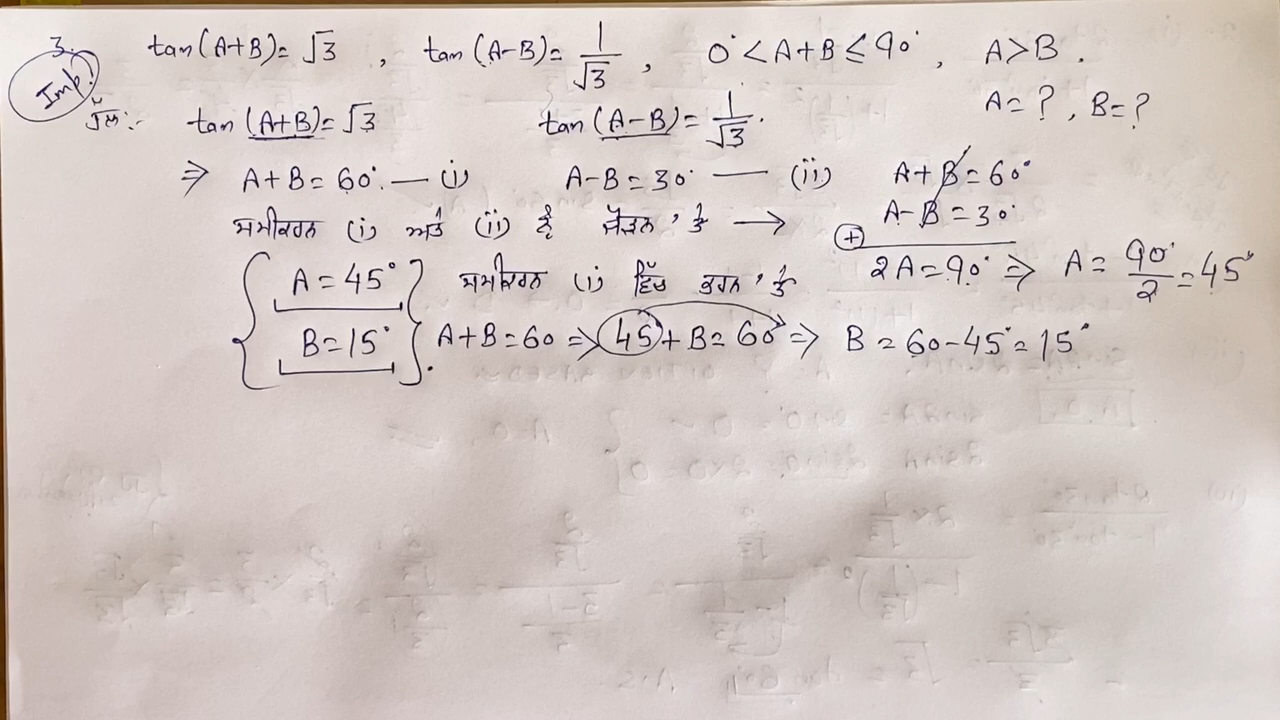 3. tan(A+B)= √3 , tan (A-B)= 1/√3 , 0° < A+B ≤ 90° , A>B .
Imp! A=? , B=?
ਹੱਲ:- tan (A+B)= √3 tan (A-B)= 1/√3 .
⇒ A+B = 60° — (i) A-B = 30° — (ii) A+B = 60°
ਸਮੀਕਰਨ (i) ਅਤੇ (ii) ਨੂੰ ਜੋੜਨ 'ਤੇ → A-B = 30°
(+) 2A = 90° ⇒ A = 90°/2 = 45°
A = 45° ਸਮੀਕਰਨ (i) ਵਿੱਚ ਭਰਨ 'ਤੇ
B=15° . A+B=60 ⇒ 45+B=60° ⇒ B = 60-45° = 15°